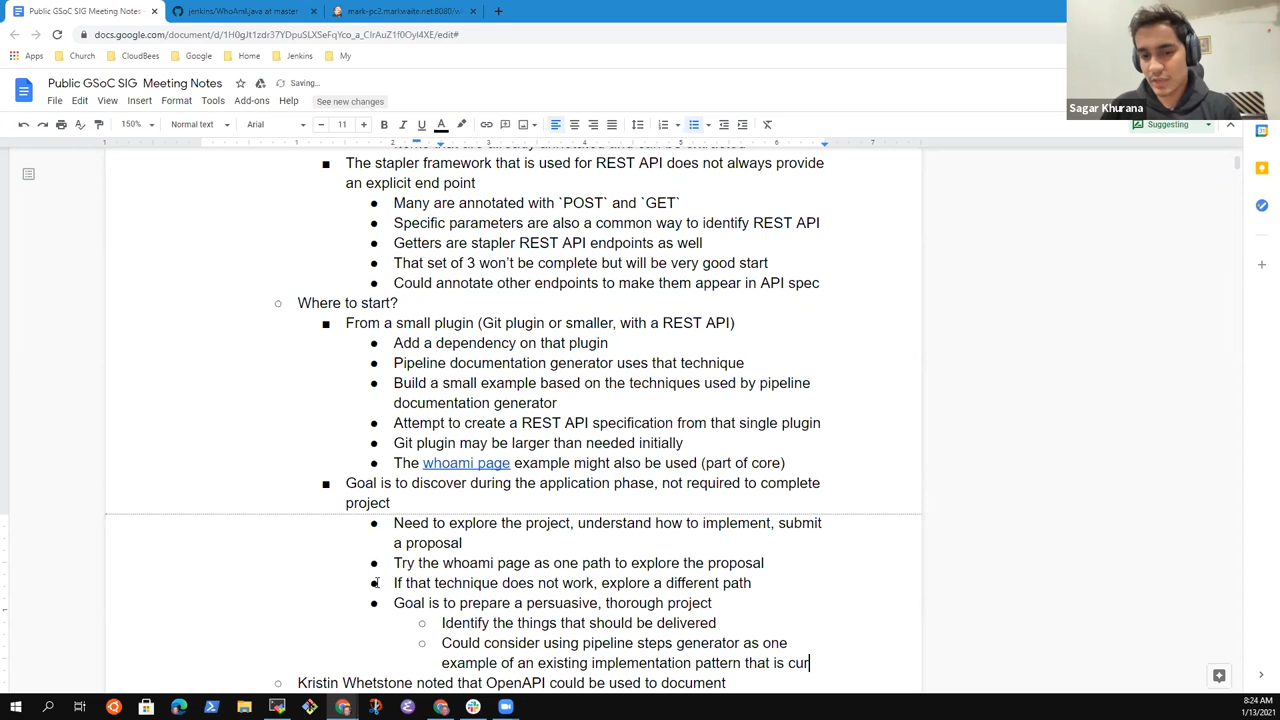 Public GSoC SIG Meeting Notes
jenkins/WhoAmI.java at master
mark-pc2.markwaite.net:8080/w
docs.google.com/document/d/1H0gJt1zdr37YDpuSLXSeFqYco_a_CIrAuZ1f0OyI4XE/edit#
Apps Church CloudBees Google Home Jenkins My
Public GSoC SIG Meeting Notes Saving…
File Edit View Insert Format Tools Add-ons Help See new changes
Sagar Khurana
150% Normal text Arial 11 Suggesting
1 1 2 3 4 5 6 7
■ The stapler framework that is used for REST API does not always provide
an explicit end point
● Many are annotated with `POST` and `GET`
● Specific parameters are also a common way to identify REST API
● Getters are stapler REST API endpoints as well
● That set of 3 won't be complete but will be very good start
● Could annotate other endpoints to make them appear in API spec
○ Where to start?
■ From a small plugin (Git plugin or smaller, with a REST API)
● Add a dependency on that plugin
● Pipeline documentation generator uses that technique
● Build a small example based on the techniques used by pipeline
documentation generator
● Attempt to create a REST API specification from that single plugin
● Git plugin may be larger than needed initially
● The whoami page example might also be used (part of core)
■ Goal is to discover during the application phase, not required to complete
project
● Need to explore the project, understand how to implement, submit
a proposal
● Try the whoami page as one path to explore the proposal
● If that technique does not work, explore a different path
● Goal is to prepare a persuasive, thorough project
○ Identify the things that should be delivered
○ Could consider using pipeline steps generator as one
example of an existing implementation pattern that is cur
○ Kristin Whetstone noted that OpenAPI could be used to document
8:24 AM
1/13/2021